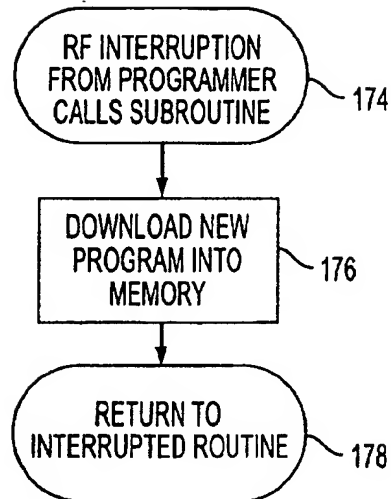 RF INTERRUPTION
FROM PROGRAMMER
CALLS SUBROUTINE
174
DOWNLOAD NEW
PROGRAM INTO
MEMORY
176
RETURN TO
INTERRUPTED ROUTINE
178